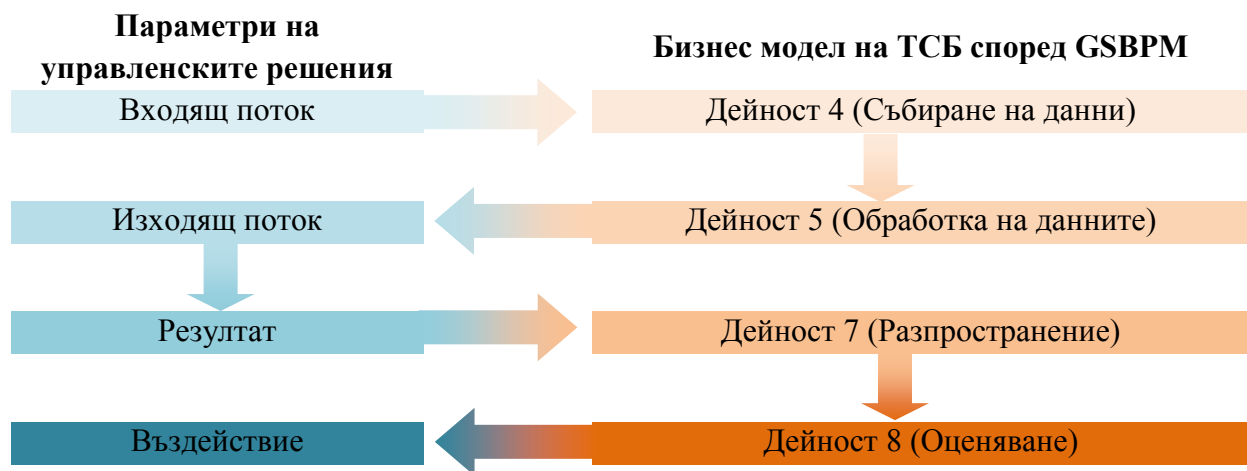 Параметри на
управленските решения
Бизнес модел на ТСБ според GSBPM
Входящ поток
Дейност 4 (Събиране на данни)
Изходящ поток
Дейност 5 (Обработка на данните)
Резултат
Дейност 7 (Разпространение)
Въздействие
Дейност 8 (Оценяване)